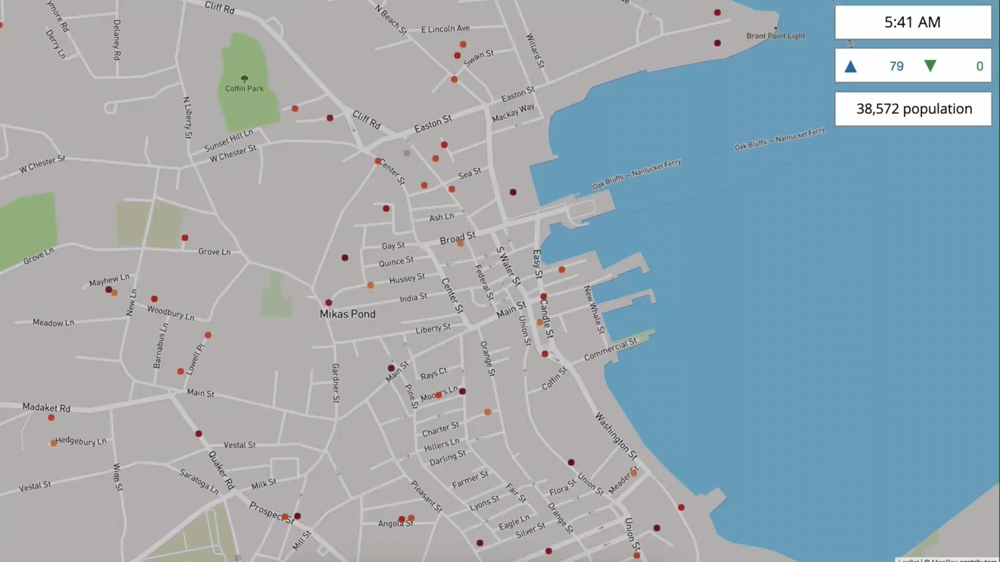 Cliff Rd
Derry Ln
Delaney Rd
N Beach St
E Lincoln Ave
Swain St
Willard St
Brant Point Light
5:41 AM
79
0
38,572 population
Coffin Park
N Liberty St
Easton St
Mackay Way
Cliff Rd
Easton St
Sunset Hill Ln
W Chester St
W Chester St
Center St
Sea St
Oak Bluffs — Nantucket Ferry
Oak Bluffs — Nantucket Ferry
Ash Ln
Broad St
Gay St
Quince St
Hussey St
India St
Grove Ln
Grove Ln
Mayhew Ln
New Ln
Woodbury Ln
Meadow Ln
Barnabus Ln
Lowell Pl
Mikas Pond
Center St
Federal St
S Water St
Easy St
Main St
Candle St
New Whale St
Union St
Liberty St
Commercial St
Orange St
Coffin St
Gardner St
Main St
Pine St
Rays Ct
Moors Ln
Main St
Madaket Rd
Hedgebury Ln
Charter St
Hillers Ln
Darling St
Washington St
Vestal St
Vestal St
Winn St
Quaker Rd
Saratoga Ln
Milk St
Prospect St
Mill St
Angola St
Pleasant St
Farmer St
Lyons St
Fair St
Flora St
Union St
Meader St
Eagle Ln
Silver St
Orange St
Union St